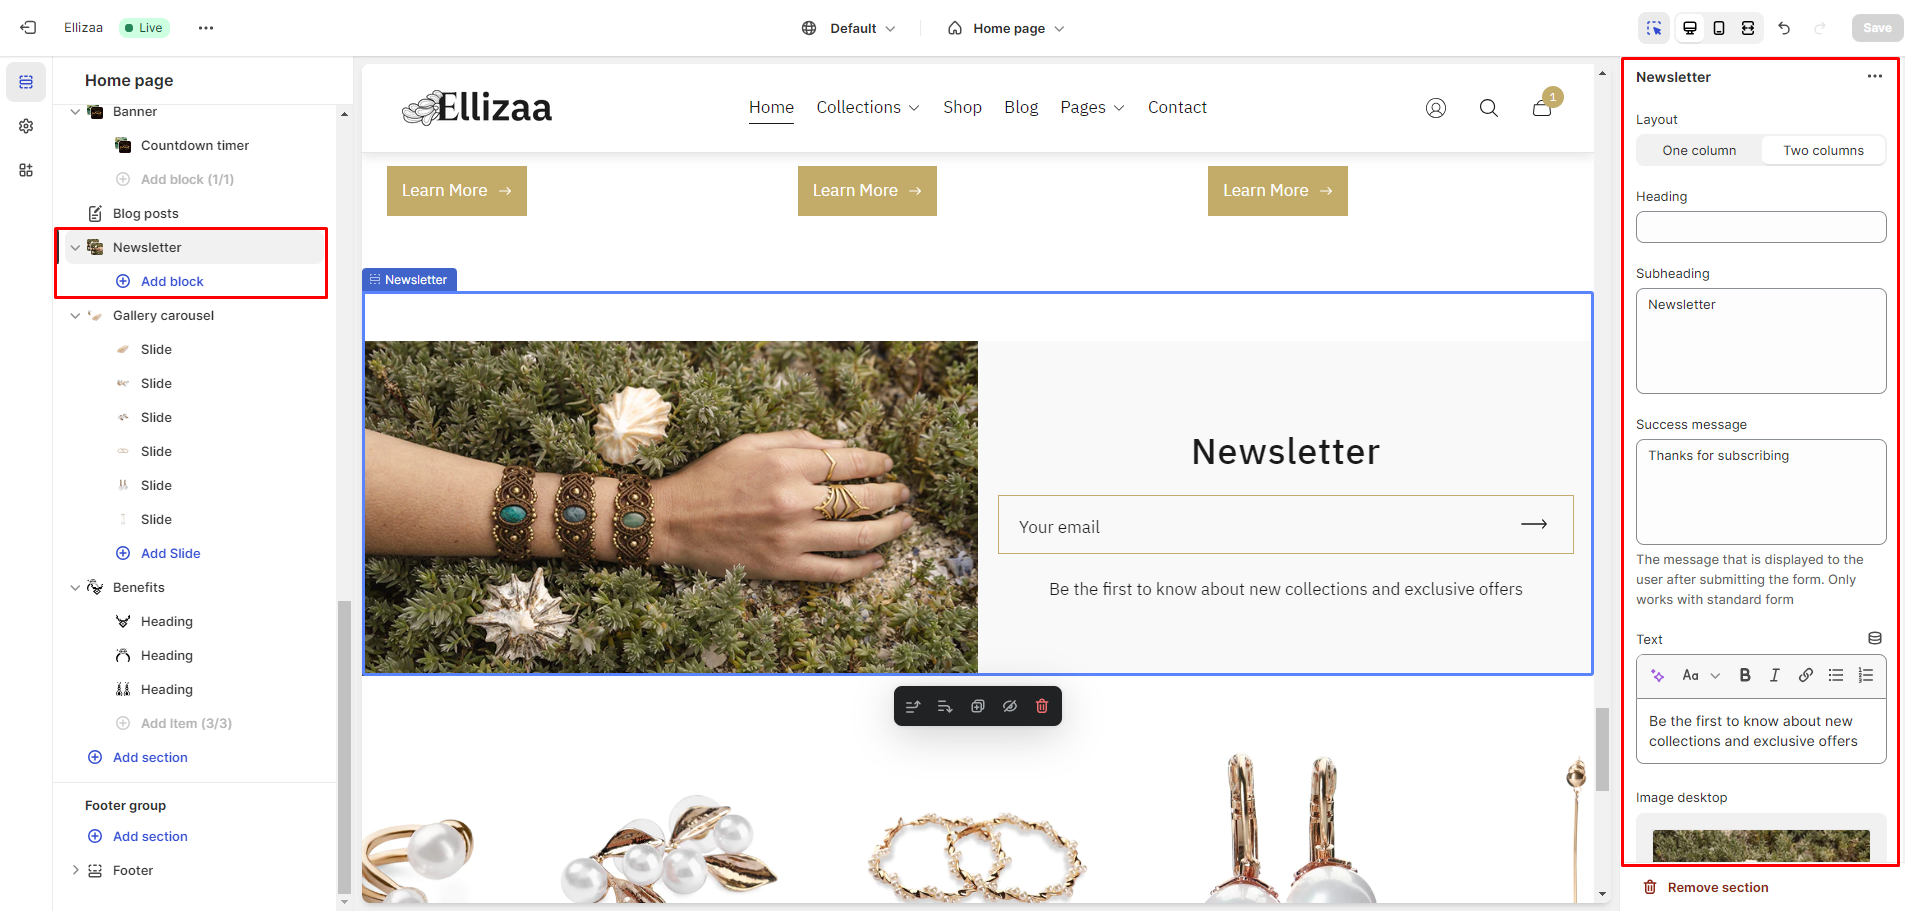 Ellizaa
Live
Default
Home page
Save
Home page
Banner
Countdown timer
Add block (1/1)
Blog posts
Newsletter
Add block
Gallery carousel
Slide
Slide
Slide
Slide
Slide
Slide
Add Slide
Benefits
Heading
Heading
Heading
Add Item (3/3)
Add section
Footer group
Add section
Footer
Ellizaa
Home
Collections
Shop
Blog
Pages
Contact
1
Learn More
Learn More
Learn More
Newsletter
Newsletter
Your email
Be the first to know about new collections and exclusive offers
Newsletter
Layout
One column
Two columns
Heading
Subheading
Newsletter
Success message
Thanks for subscribing
The message that is displayed to the
user after submitting the form. Only
works with standard form
Text
Aa
B
I
Be the first to know about new
collections and exclusive offers
Image desktop
Remove section